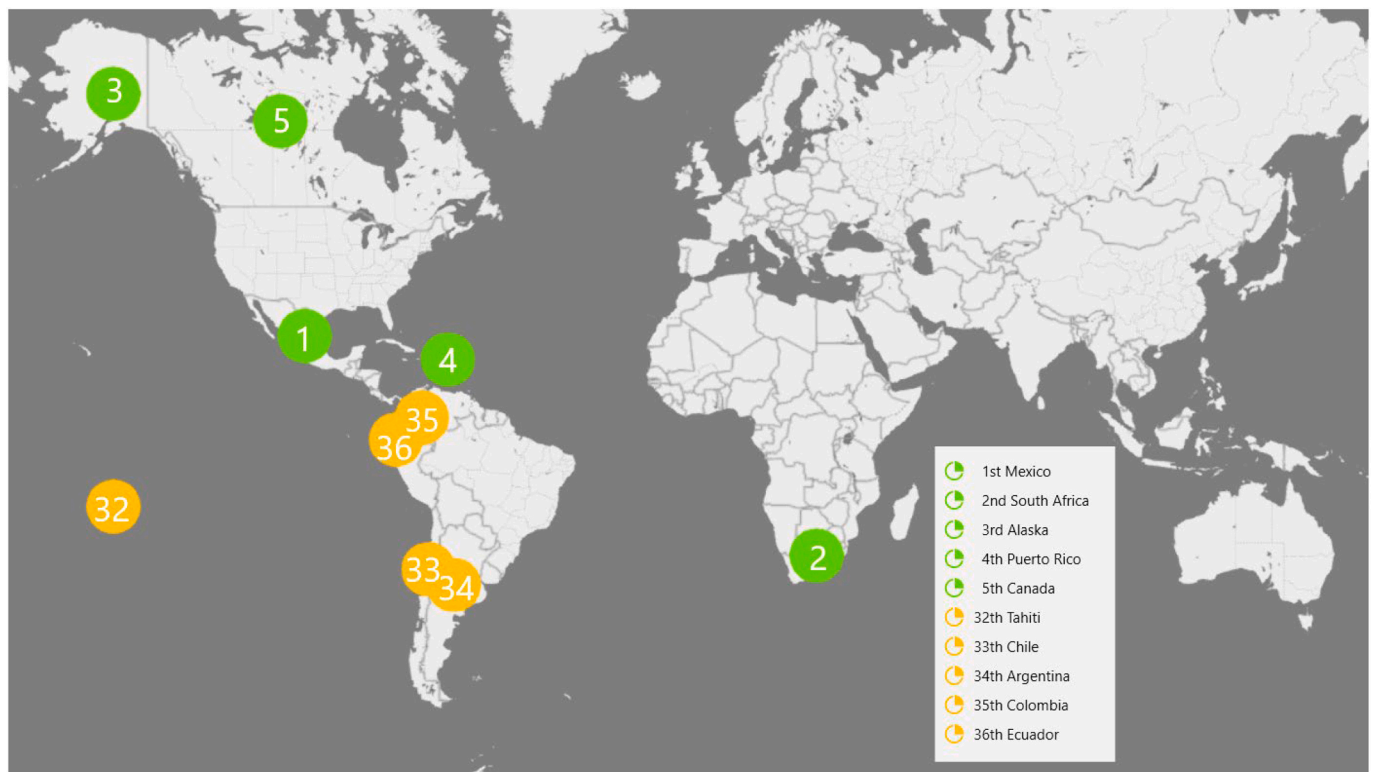 3
5
1
4
35
36
32
33
34
2
1st Mexico
2nd South Africa
3rd Alaska
4th Puerto Rico
5th Canada
32th Tahiti
33th Chile
34th Argentina
35th Colombia
36th Ecuador